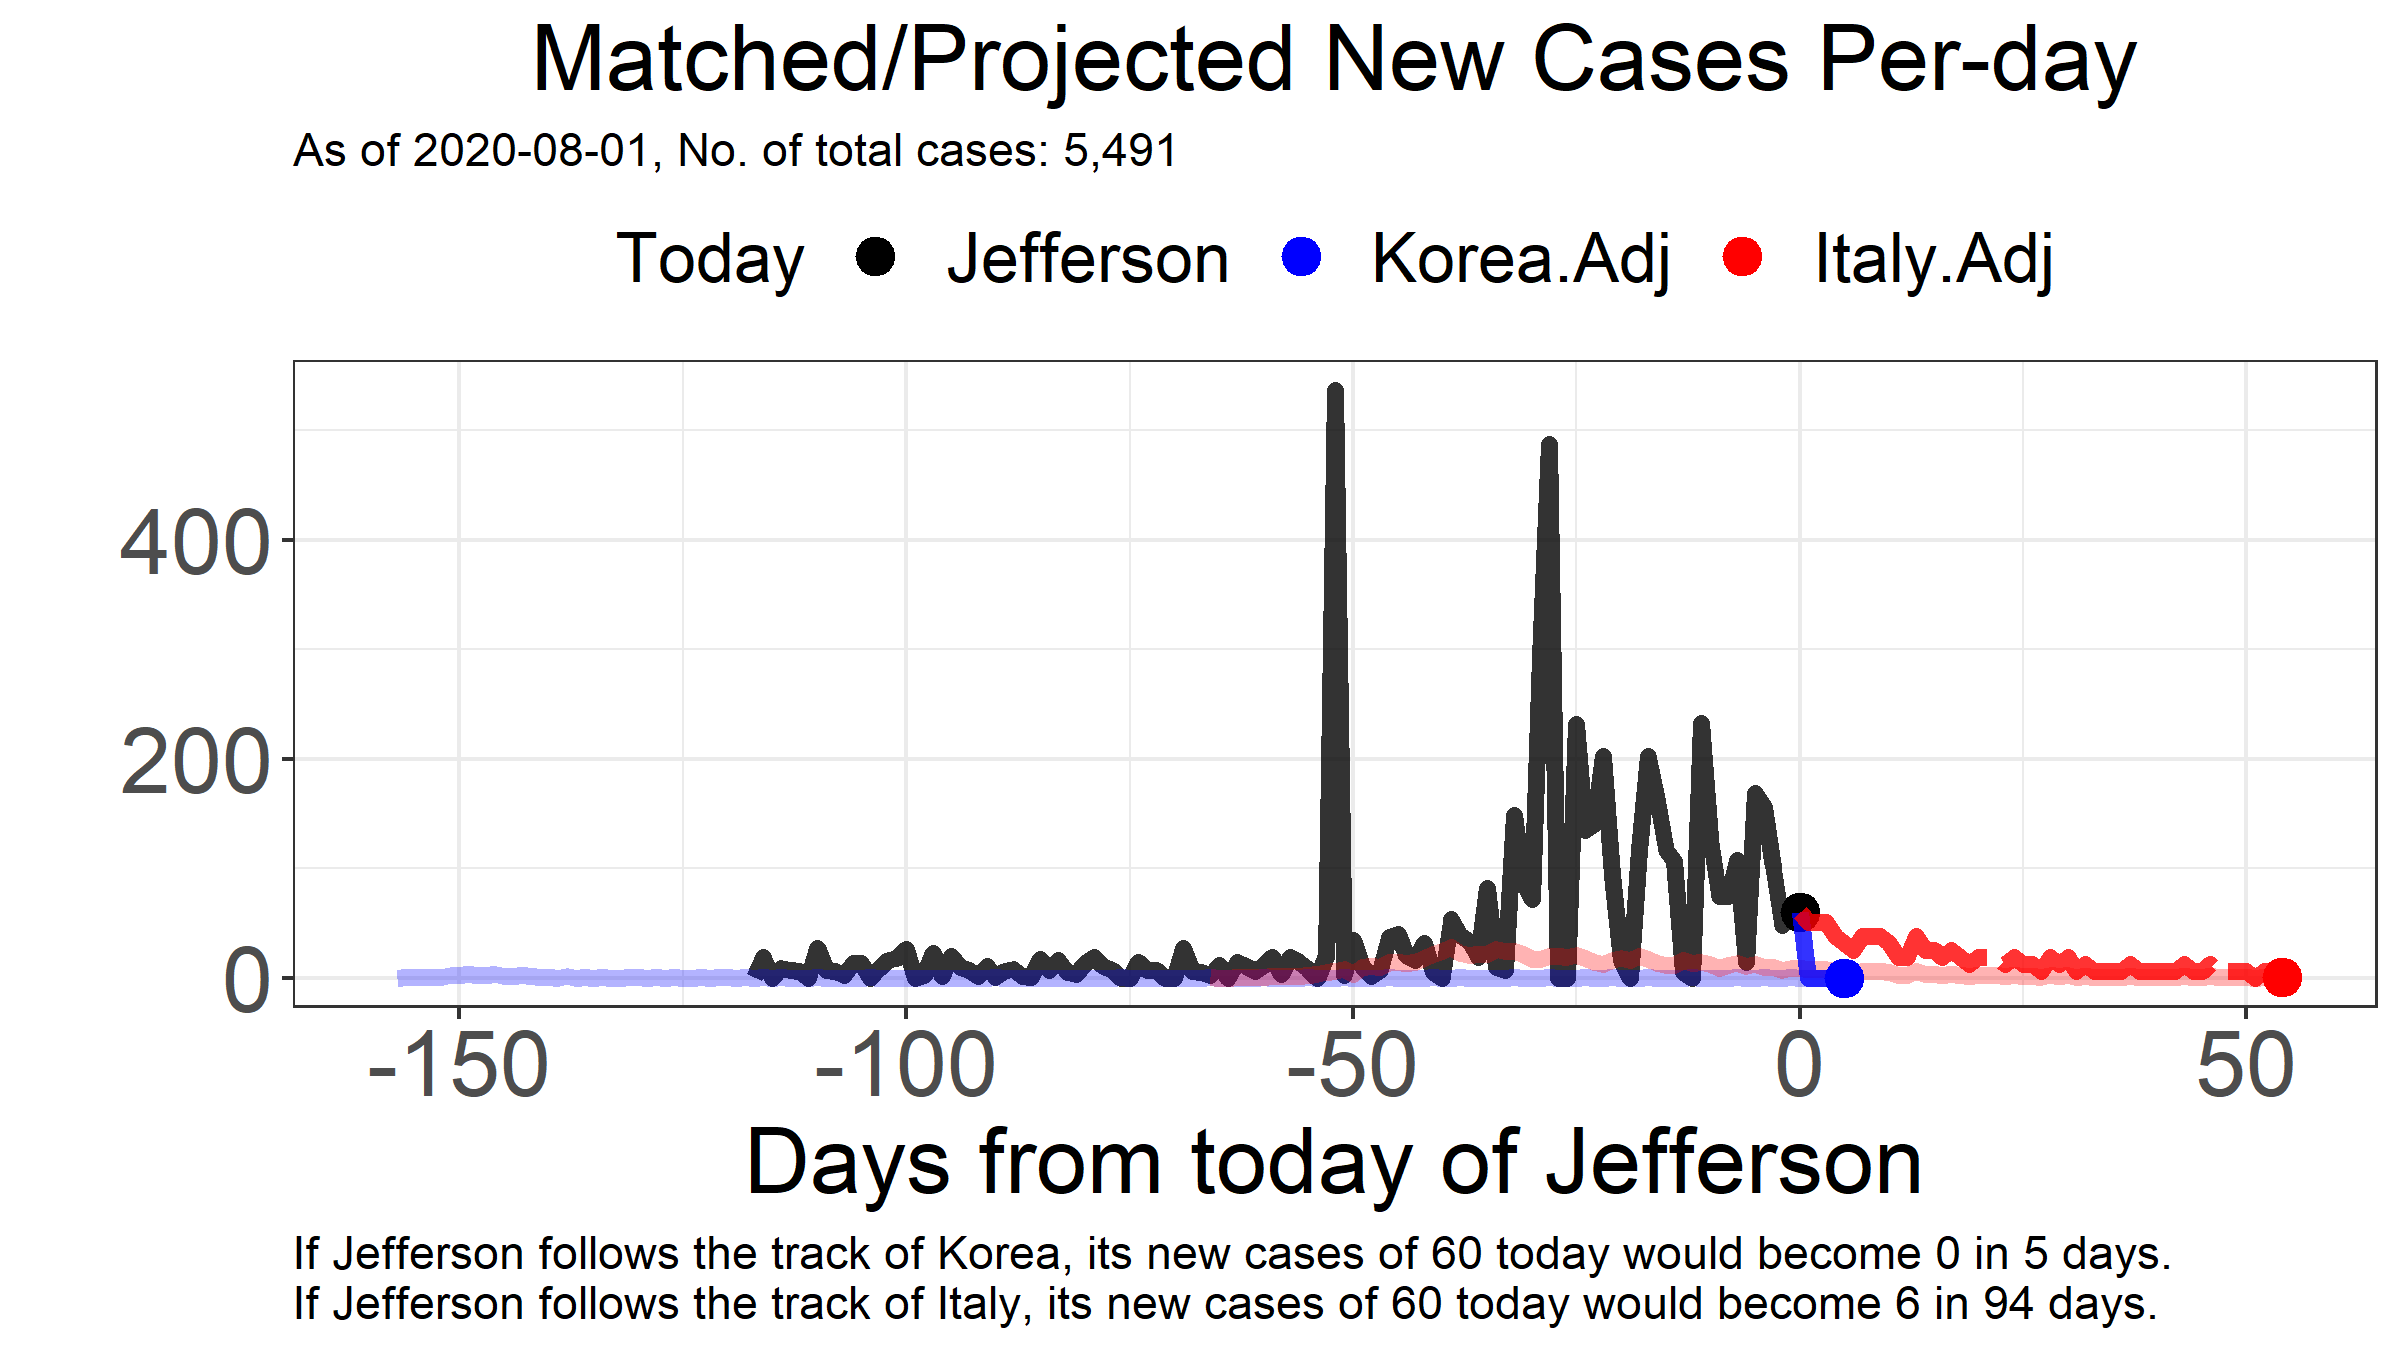 Matched/Projected New Cases Per-day
As of 2020-08-01, No. of total cases: 5,491
Today Jefferson Korea.Adj Italy.Adj
400
200
0
-150 -100 -50 0 50
Days from today of Jefferson
If Jefferson follows the track of Korea, its new cases of 60 today would become 0 in 5 days.
If Jefferson follows the track of Italy, its new cases of 60 today would become 6 in 94 days.